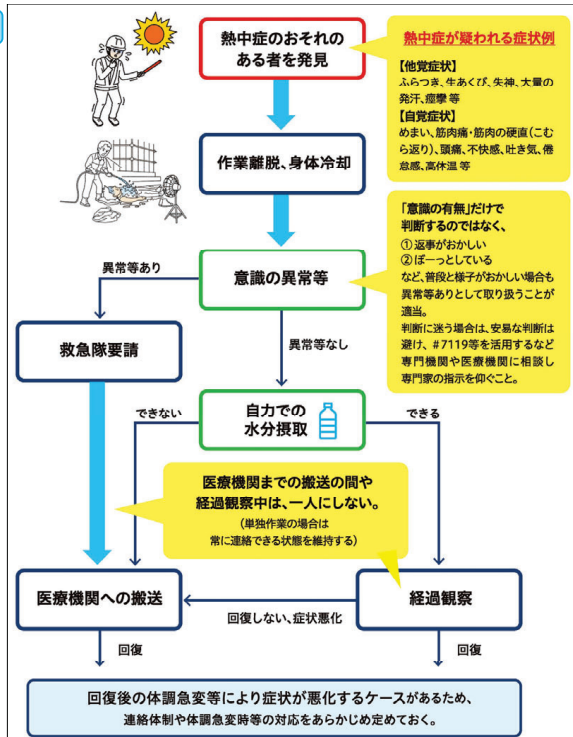 熱中症のおそれの
ある者を発見
熱中症が疑われる症状例
【他覚症状】
ふらつき、生あくび、失神、大量の
発汗、痙攣 等
【自覚症状】
めまい、筋肉痛・筋肉の硬直(こむ
ら返り)、頭痛、不快感、吐き気、倦
怠感、高体温 等
作業離脱、身体冷却
「意識の有無」だけで
判断するのではなく、
①返事がおかしい
②ぼーっとしている
など、普段と様子がおかしい場合も
異常等ありとして取り扱うことが
適当。
判断に迷う場合は、安易な判断は
避け、#7119等を活用するなど
専門機関や医療機関に相談し
専門家の指示を仰ぐこと。
異常等あり
意識の異常等
救急隊要請
異常等なし
できない
自力での
水分摂取
できる
医療機関までの搬送の間や
経過観察中は、一人にしない。
(単独作業の場合は
常に連絡できる状態を維持する)
医療機関への搬送
経過観察
回復しない、症状悪化
回復
回復
回復後の体調急変等により症状が悪化するケースがあるため、
連絡体制や体調急変時等の対応をあらかじめ定めておく。